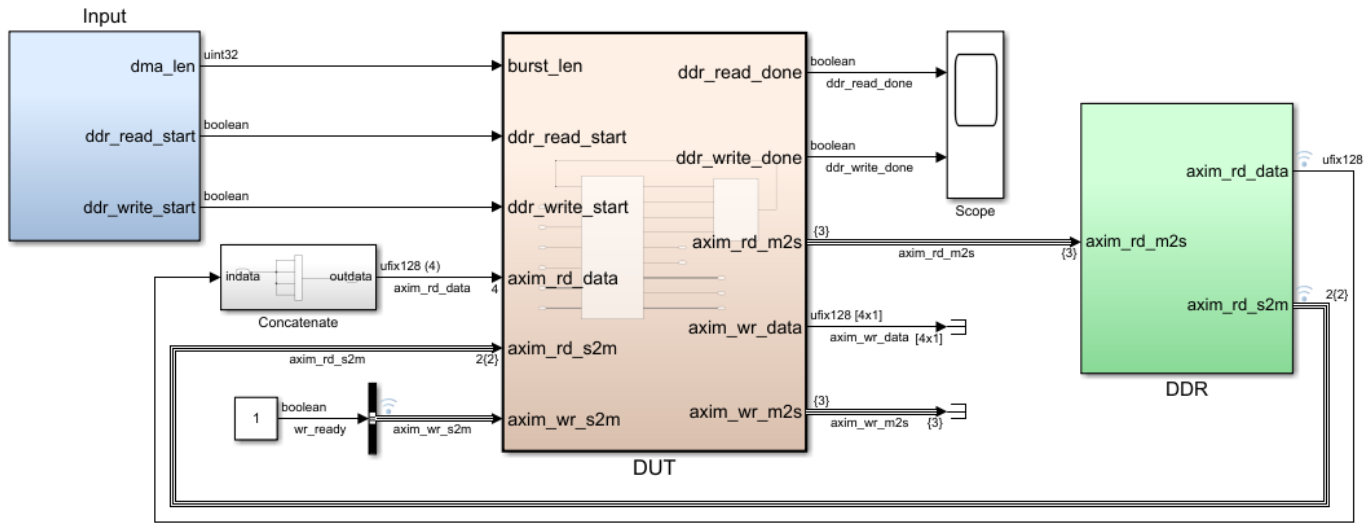 Input
dma_len
uint32
ddr_read_start
boolean
ddr_write_start
boolean
indata
outdata
Concatenate
ufix128 (4)
axim_rd_data
4
axim_rd_s2m
2{2}
1
boolean
wr_ready
axim_wr_s2m
burst_len
ddr_read_start
ddr_write_start
axim_rd_data
axim_rd_s2m
axim_wr_s2m
ddr_read_done
ddr_write_done
axim_rd_m2s
axim_wr_data
axim_wr_m2s
DUT
boolean
ddr_read_done
boolean
ddr_write_done
Scope
{3}
axim_rd_m2s
{3}
ufix128 [4x1]
axim_wr_data
[4x1]
{3}
axim_wr_m2s
{3}
axim_rd_m2s
axim_rd_data
axim_rd_s2m
DDR
ufix128
2{2}